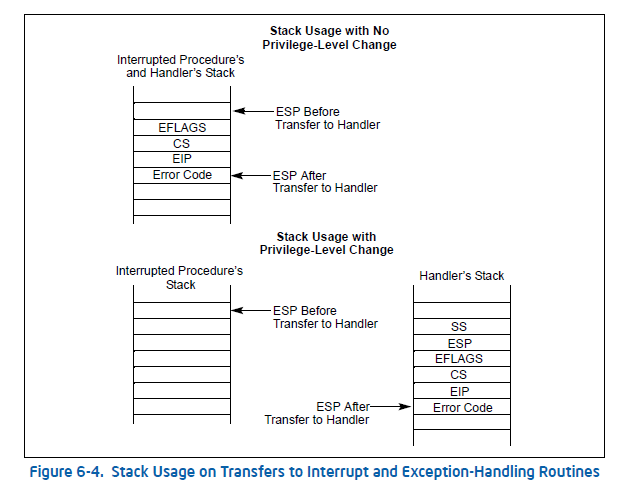 Stack Usage with No
Privilege-Level Change
Interrupted Procedure's
and Handler's Stack
ESP Before
Transfer to Handler
EFLAGS
CS
EIP
Error Code
ESP After
Transfer to Handler
Stack Usage with
Privilege-Level Change
Interrupted Procedure's
Stack
Handler's Stack
ESP Before
Transfer to Handler
SS
ESP
EFLAGS
CS
EIP
ESP After
Transfer to Handler
Error Code
Figure 6-4. Stack Usage on Transfers to Interrupt and Exception-Handling Routines